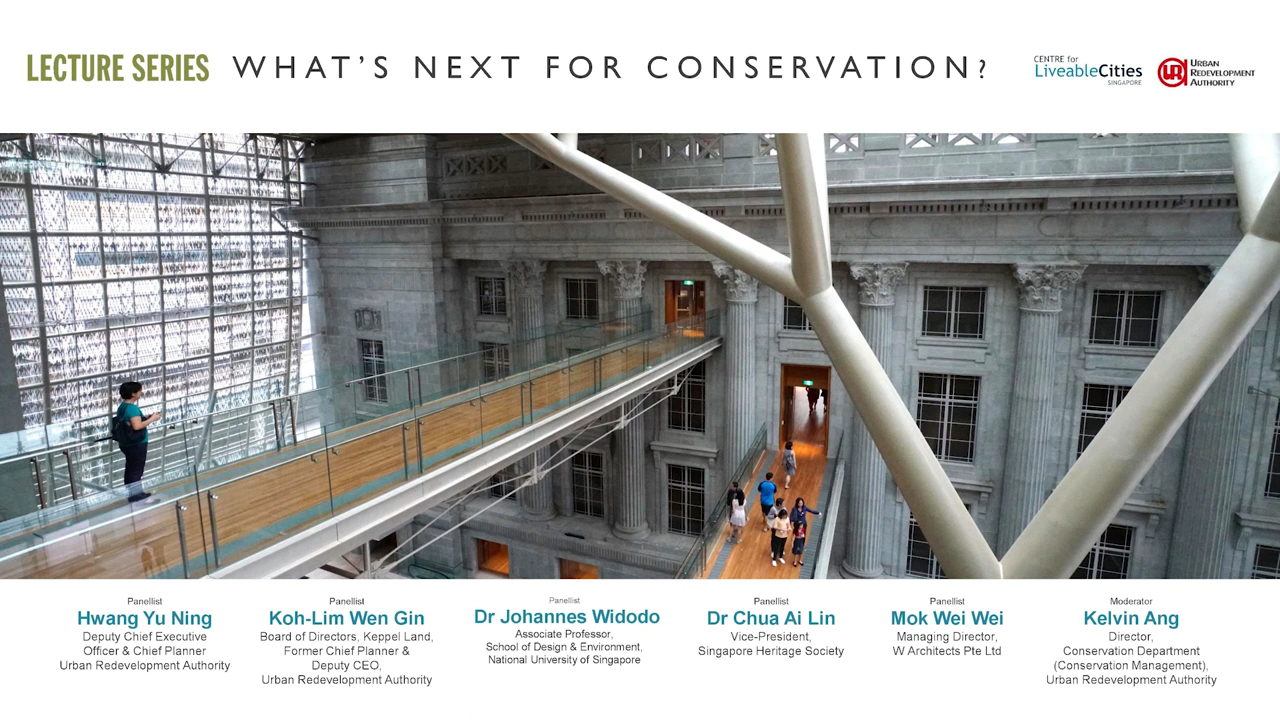 LECTURE SERIES WHAT'S NEXT FOR CONSERVATION?
CENTRE for
LiveableCities
SINGAPORE
URBAN
REDEVELOPMENT
AUTHORITY
Panellist
Hwang Yu Ning
Deputy Chief Executive
Officer & Chief Planner
Urban Redevelopment Authority
Panellist
Koh-Lim Wen Gin
Board of Directors, Keppel Land,
Former Chief Planner &
Deputy CEO,
Urban Redevelopment Authority
Panellist
Dr Johannes Widodo
Associate Professor,
School of Design & Environment,
National University of Singapore
Panellist
Dr Chua Ai Lin
Vice-President,
Singapore Heritage Society
Panellist
Mok Wei Wei
Managing Director,
W Architects Pte Ltd
Moderator
Kelvin Ang
Director,
Conservation Department
(Conservation Management),
Urban Redevelopment Authority